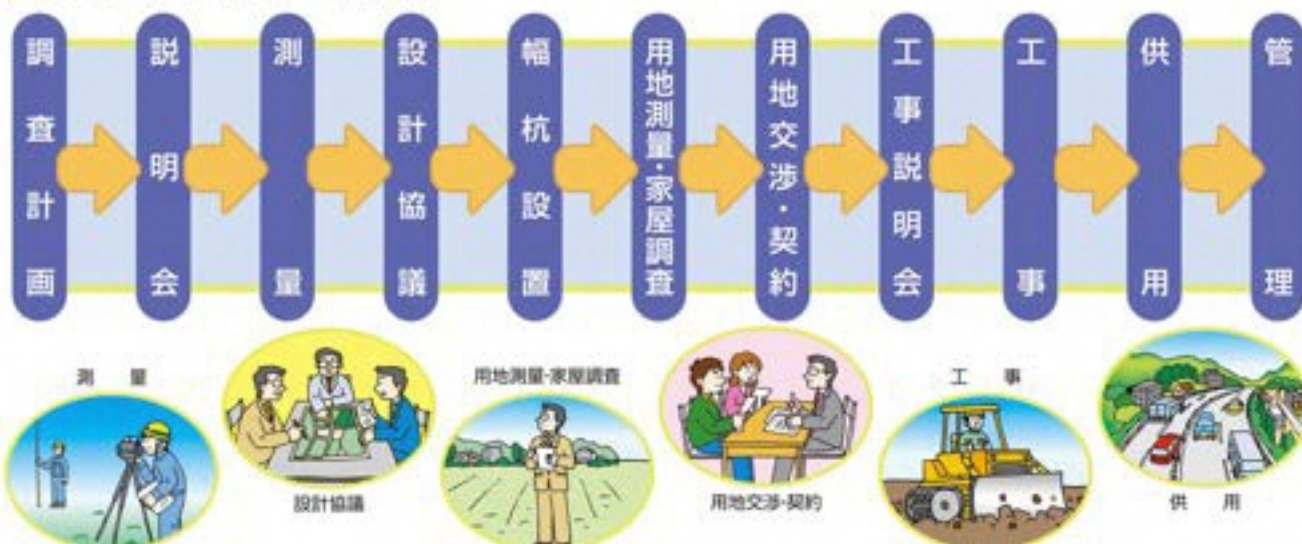 調査計画
説明会
測量
設計協議
幅杭設置
用地測量・家屋調査
用地交渉・契約
工事説明会
工事
供用
管理
測量
設計協議
用地測量・家屋調査
用地交渉・契約
工事
供用